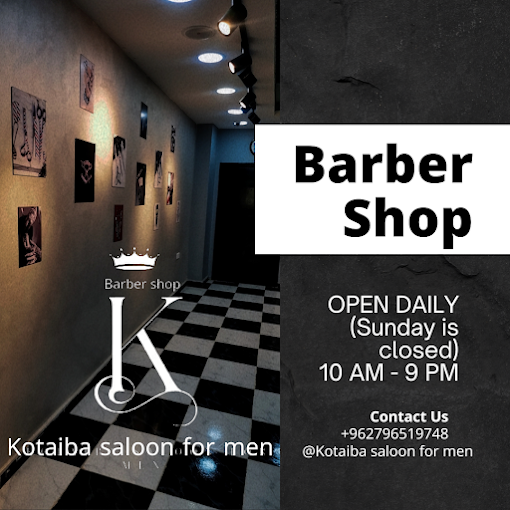 Barber
Shop
Barber shop
K
Kotaiba saloon for men
MEN
OPEN DAILY
(Sunday is
closed)
10 AM - 9 PM
Contact Us
+962796519748
@Kotaiba saloon for men